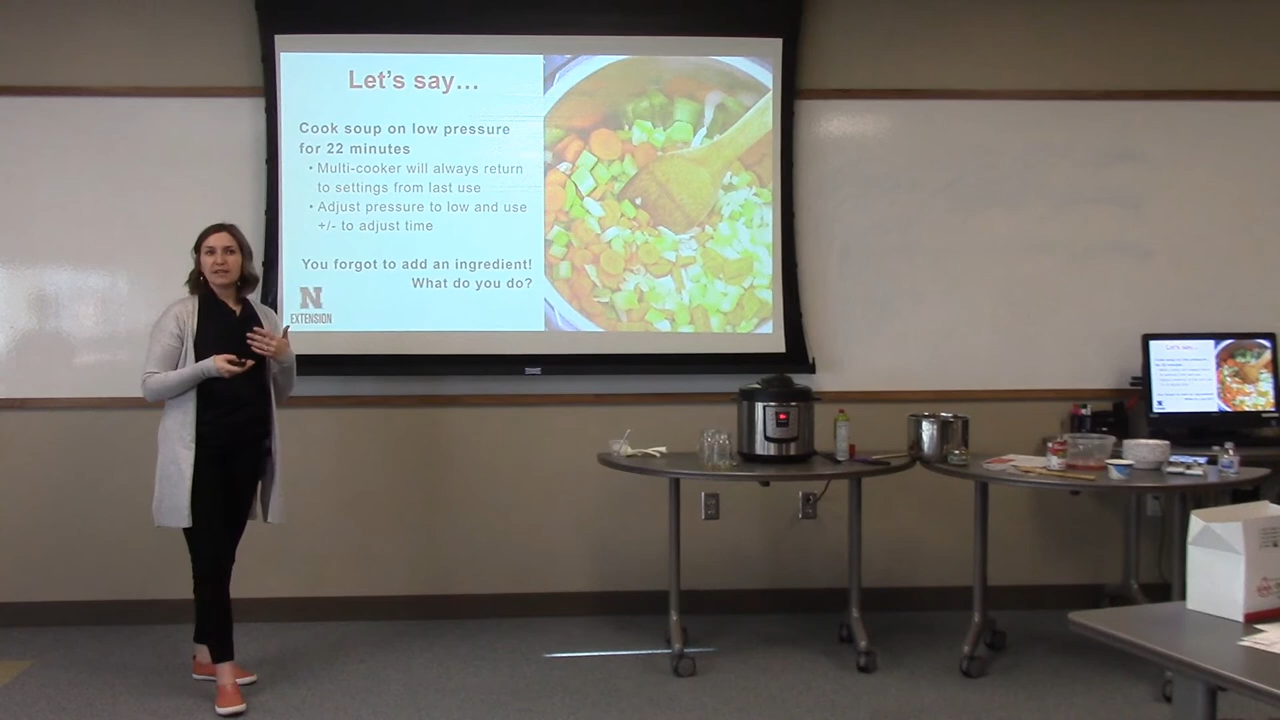 Let's say…
Cook soup on low pressure
for 22 minutes
• Multi-cooker will always return
to settings from last use
• Adjust pressure to low and use
+/- to adjust time
You forgot to add an ingredient!
What do you do?
N
EXTENSION
Let's say…